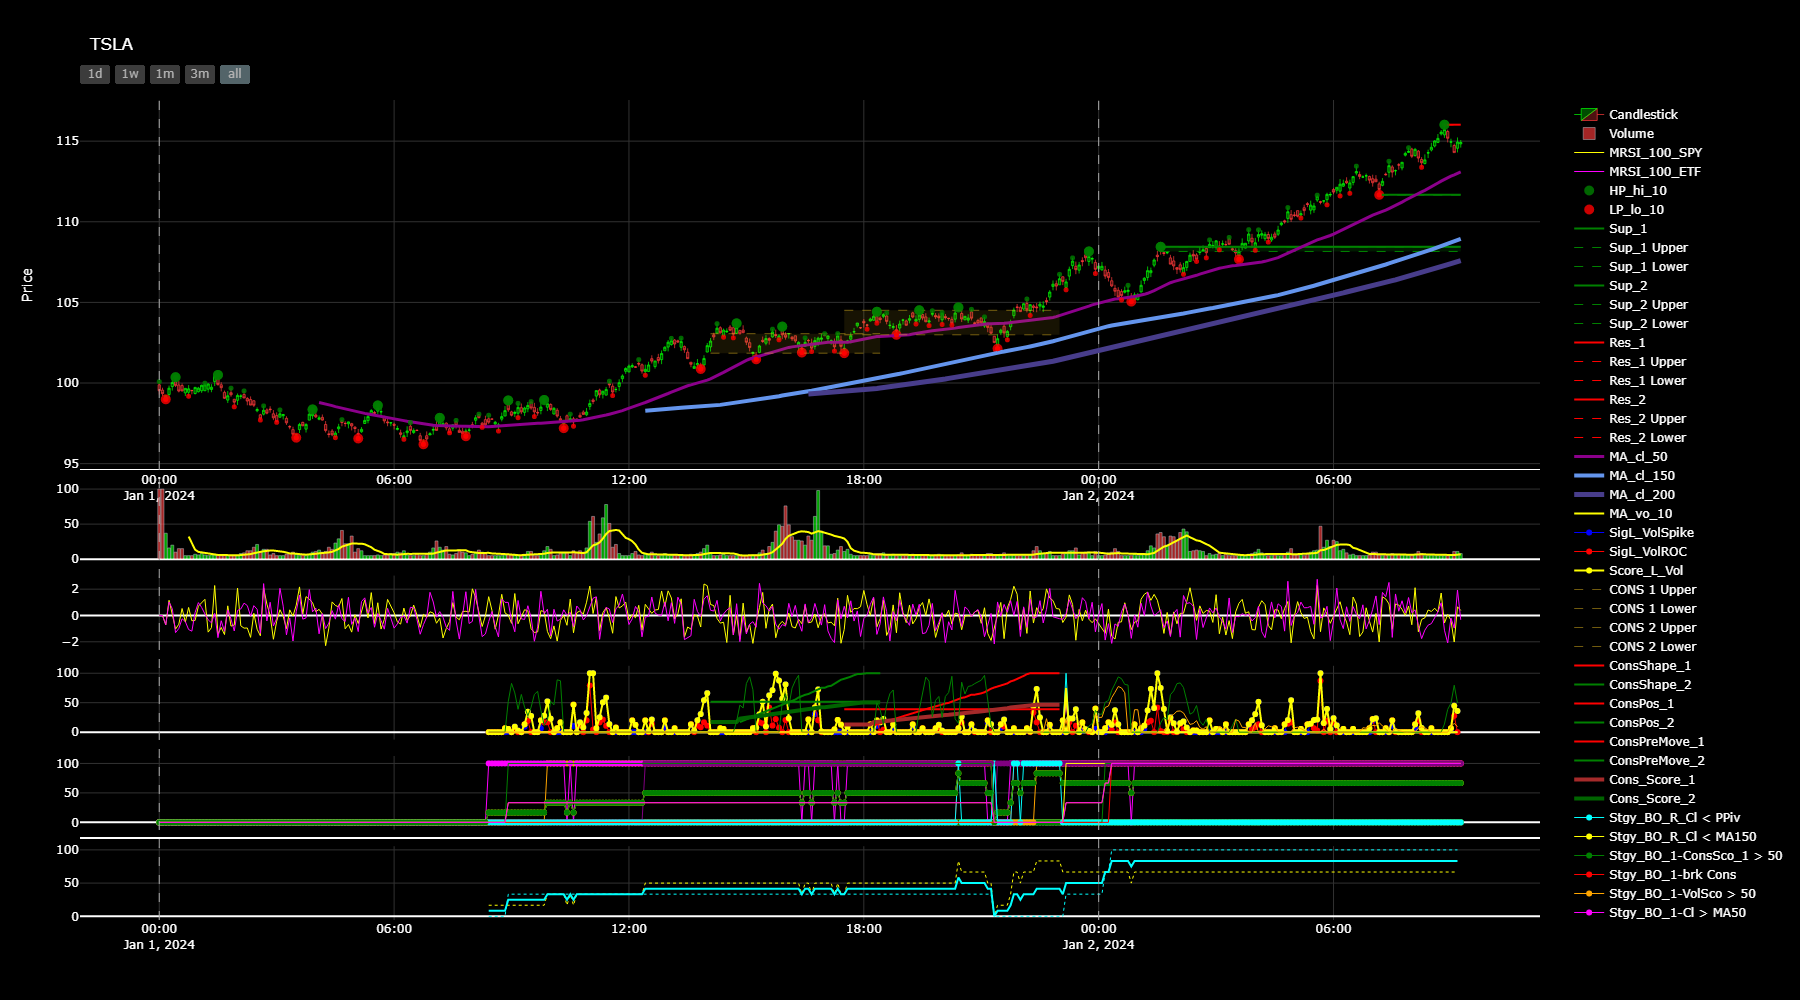 TSLA
1d 1w 1m 3m all
Price
115
110
105
100
95
00:00 06:00 12:00 18:00 00:00 06:00
Jan 1, 2024 Jan 2, 2024
100
50
0
2
0
−2
100
50
0
100
50
0
100
50
0
00:00 06:00 12:00 18:00 00:00 06:00
Jan 1, 2024 Jan 2, 2024
Candlestick
Volume
MRSI_100_SPY
MRSI_100_ETF
HP_hi_10
LP_lo_10
Sup_1
Sup_1 Upper
Sup_1 Lower
Sup_2
Sup_2 Upper
Sup_2 Lower
Res_1
Res_1 Upper
Res_1 Lower
Res_2
Res_2 Upper
Res_2 Lower
MA_cl_50
MA_cl_150
MA_cl_200
MA_vo_10
SigL_VolSpike
SigL_VolROC
Score_L_Vol
CONS 1 Upper
CONS 1 Lower
CONS 2 Upper
CONS 2 Lower
ConsShape_1
ConsShape_2
ConsPos_1
ConsPos_2
ConsPreMove_1
ConsPreMove_2
Cons_Score_1
Cons_Score_2
Stgy_BO_R_Cl < PPiv
Stgy_BO_R_Cl < MA150
Stgy_BO_1-ConsSco_1 > 50
Stgy_BO_1-brk Cons
Stgy_BO_1-VolSco > 50
Stgy_BO_1-Cl > MA50